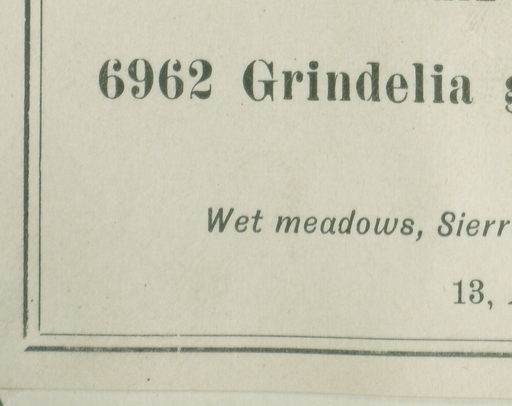 6962 Grindelia
Wet meadows, Sierr
13,